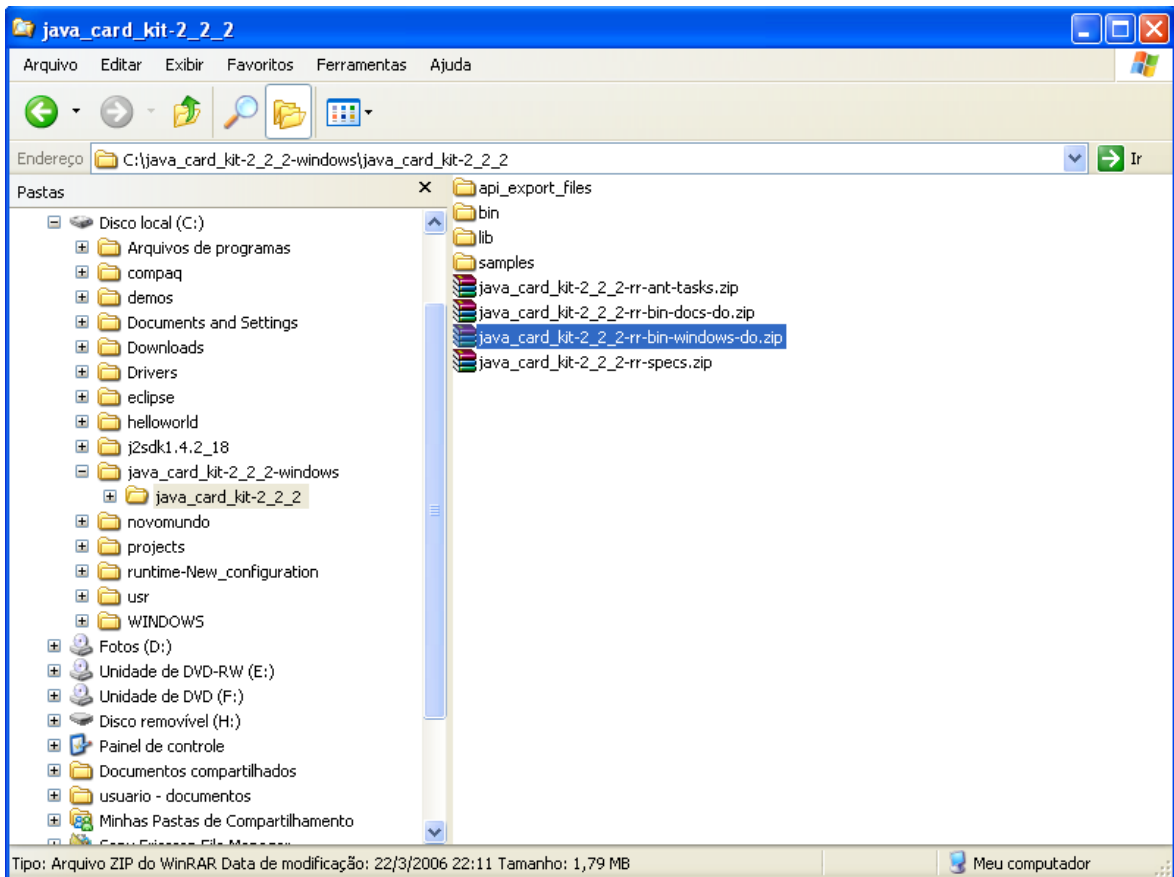 java_card_kit-2_2_2
Arquivo Editar Exibir Favoritos Ferramentas Ajuda
Endereço C:\java_card_kit-2_2_2-windows\java_card_kit-2_2_2 Ir
Pastas
Disco local (C:)
Arquivos de programas
compaq
demos
Documents and Settings
Downloads
Drivers
eclipse
helloworld
j2sdk1.4.2_18
java_card_kit-2_2_2-windows
java_card_kit-2_2_2
novomundo
projects
runtime-New_configuration
usr
WINDOWS
Fotos (D:)
Unidade de DVD-RW (E:)
Unidade de DVD (F:)
Disco removível (H:)
Painel de controle
Documentos compartilhados
usuario - documentos
Minhas Pastas de Compartilhamento
api_export_files
bin
lib
samples
java_card_kit-2_2_2-rr-ant-tasks.zip
java_card_kit-2_2_2-rr-bin-docs-do.zip
java_card_kit-2_2_2-rr-bin-windows-do.zip
java_card_kit-2_2_2-rr-specs.zip
Tipo: Arquivo ZIP do WinRAR Data de modificação: 22/3/2006 22:11 Tamanho: 1,79 MB Meu computador